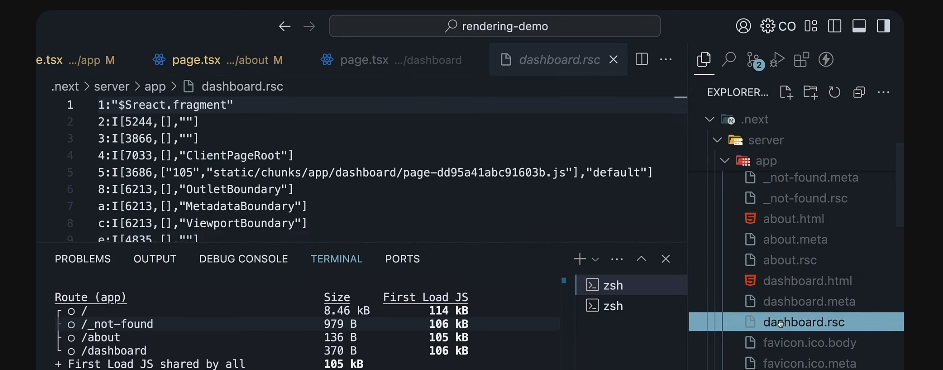 rendering-demo
CO
e.tsx .../app M
page.tsx .../about M
page.tsx .../dashboard
dashboard.rsc
.next > server > app > dashboard.rsc
1 1:"$Sreact.fragment"
2 2:I[5244,[],""]
3 3:I[3866,[],""]
4 4:I[7033,[],"ClientPageRoot"]
5 5:I[3686,["105","static/chunks/app/dashboard/page-dd95a41abc91603b.js"],"default"]
6 8:I[6213,[],"OutletBoundary"]
7 a:I[6213,[],"MetadataBoundary"]
8 c:I[6213,[],"ViewportBoundary"]
9 e:I[4835,[],""]
PROBLEMS OUTPUT DEBUG CONSOLE TERMINAL PORTS
Route (app) Size First Load JS
┌ ○ / 8.46 kB 114 kB
├ ○ /_not-found 979 B 106 kB
├ ○ /about 136 B 105 kB
└ ○ /dashboard 370 B 106 kB
+ First Load JS shared by all 105 kB
zsh
zsh
2
EXPLORER...
.next
server
app
_not-found.meta
_not-found.rsc
about.html
about.meta
about.rsc
dashboard.html
dashboard.meta
dashboard.rsc
favicon.ico.body
favicon.ico.meta